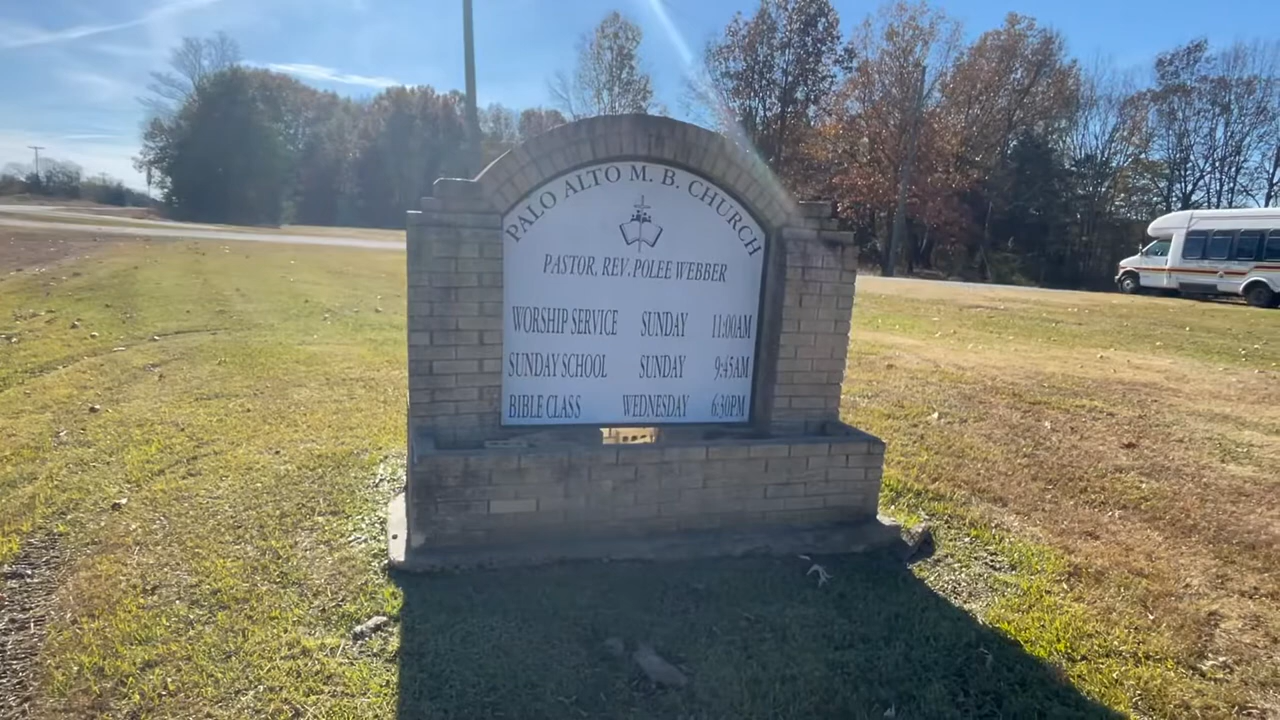 PALO ALTO M. B. CHURCH
PASTOR, REV. POLEE WEBBER
WORSHIP SERVICE SUNDAY 11:00AM
SUNDAY SCHOOL SUNDAY 9:45AM
BIBLE CLASS WEDNESDAY 6:30PM